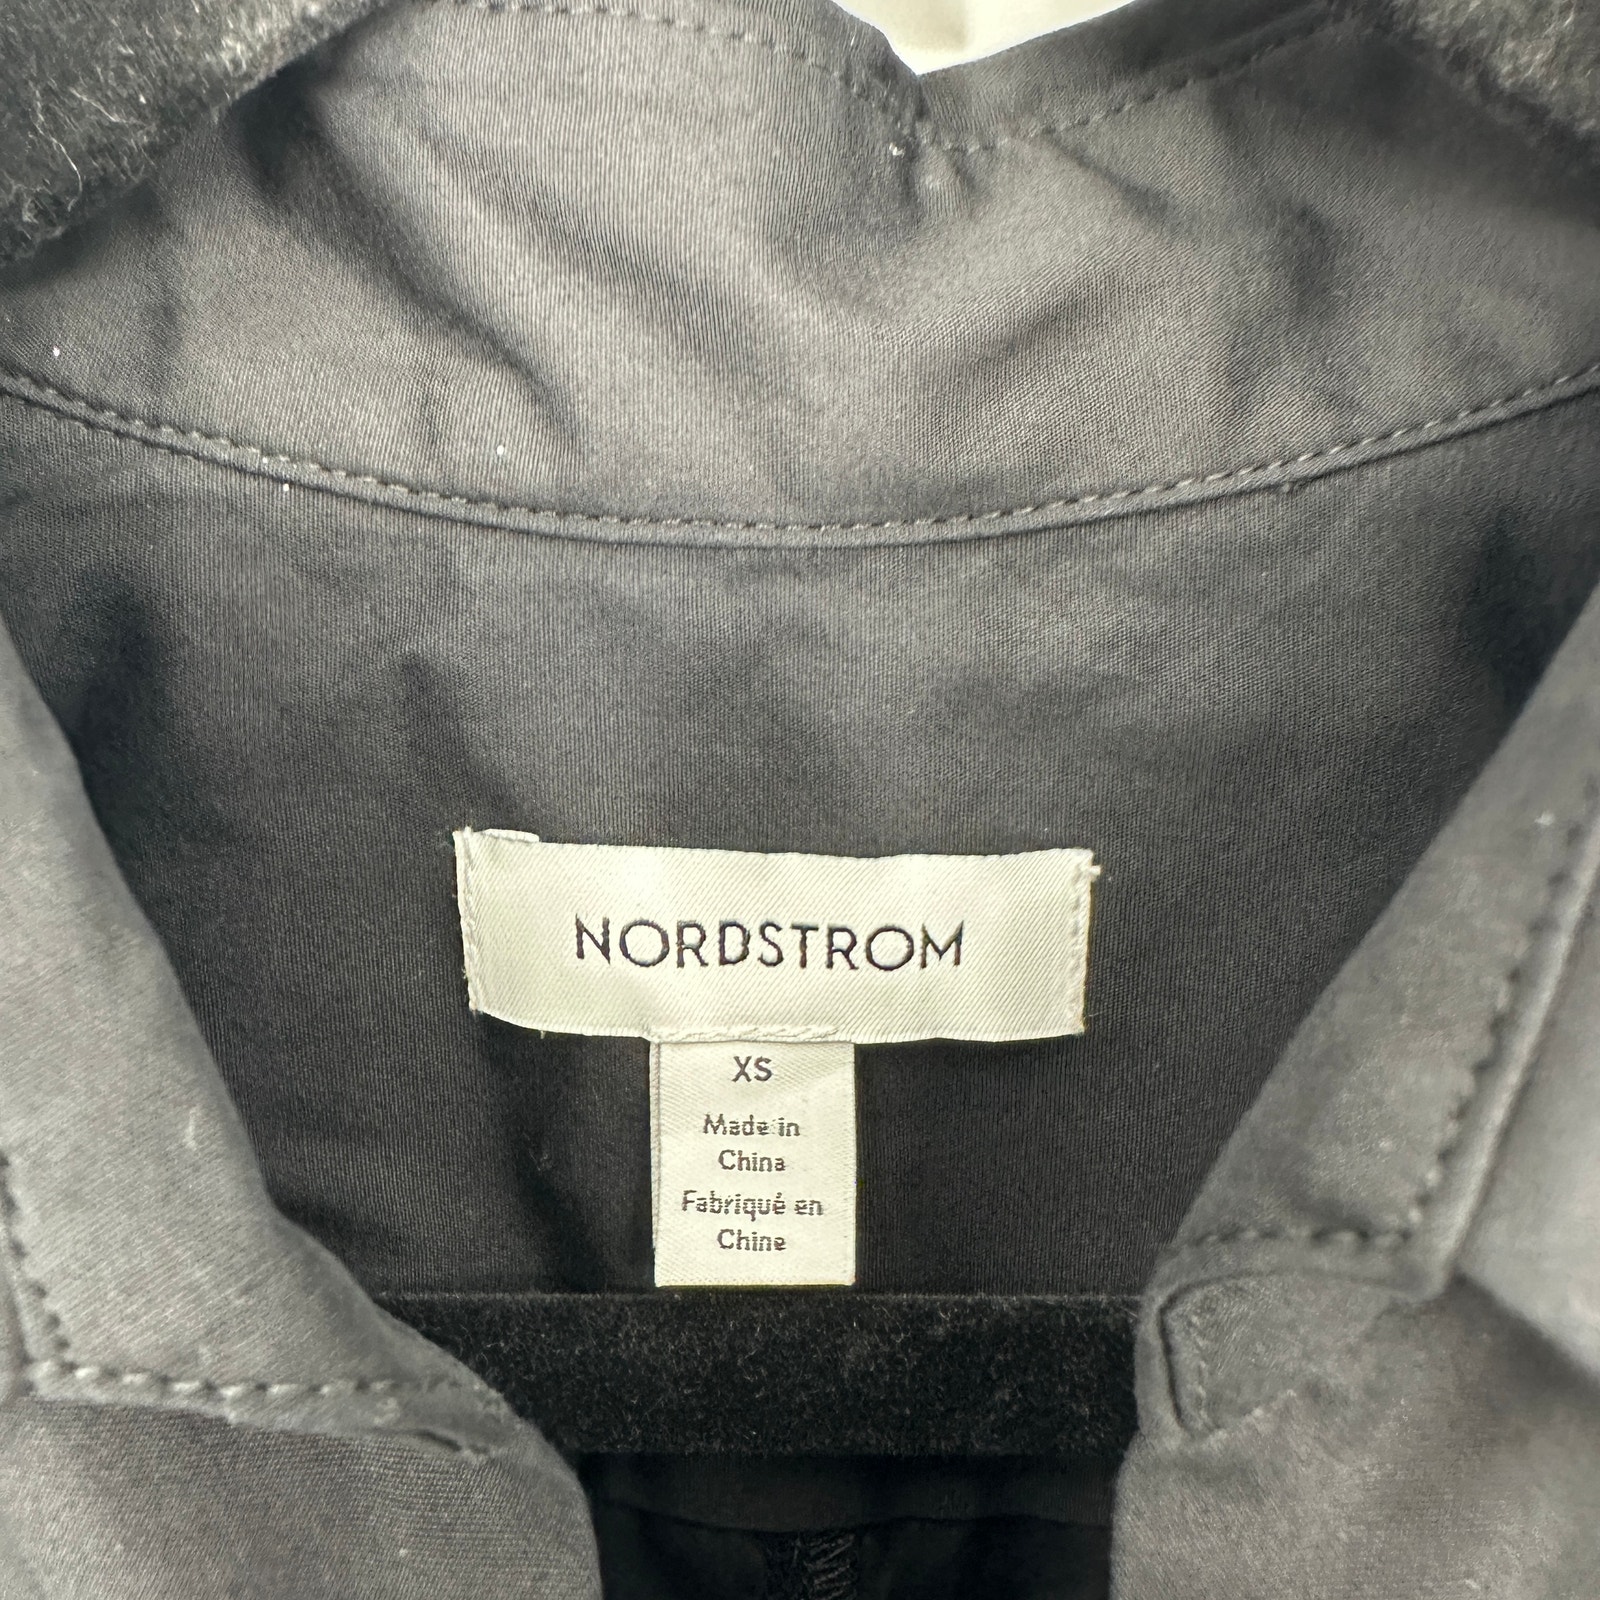 NORDSTROM
XS
Made in
China
Fabriqué en
Chine